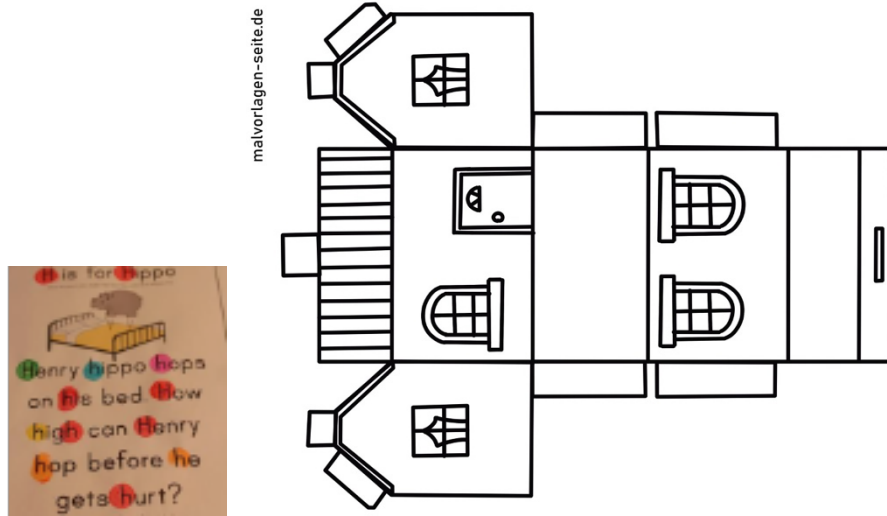 H is for Hippo
Henry hippo hops
on his bed. How
high can Henry
hop before he
gets hurt?
malvorlagen-seite.de